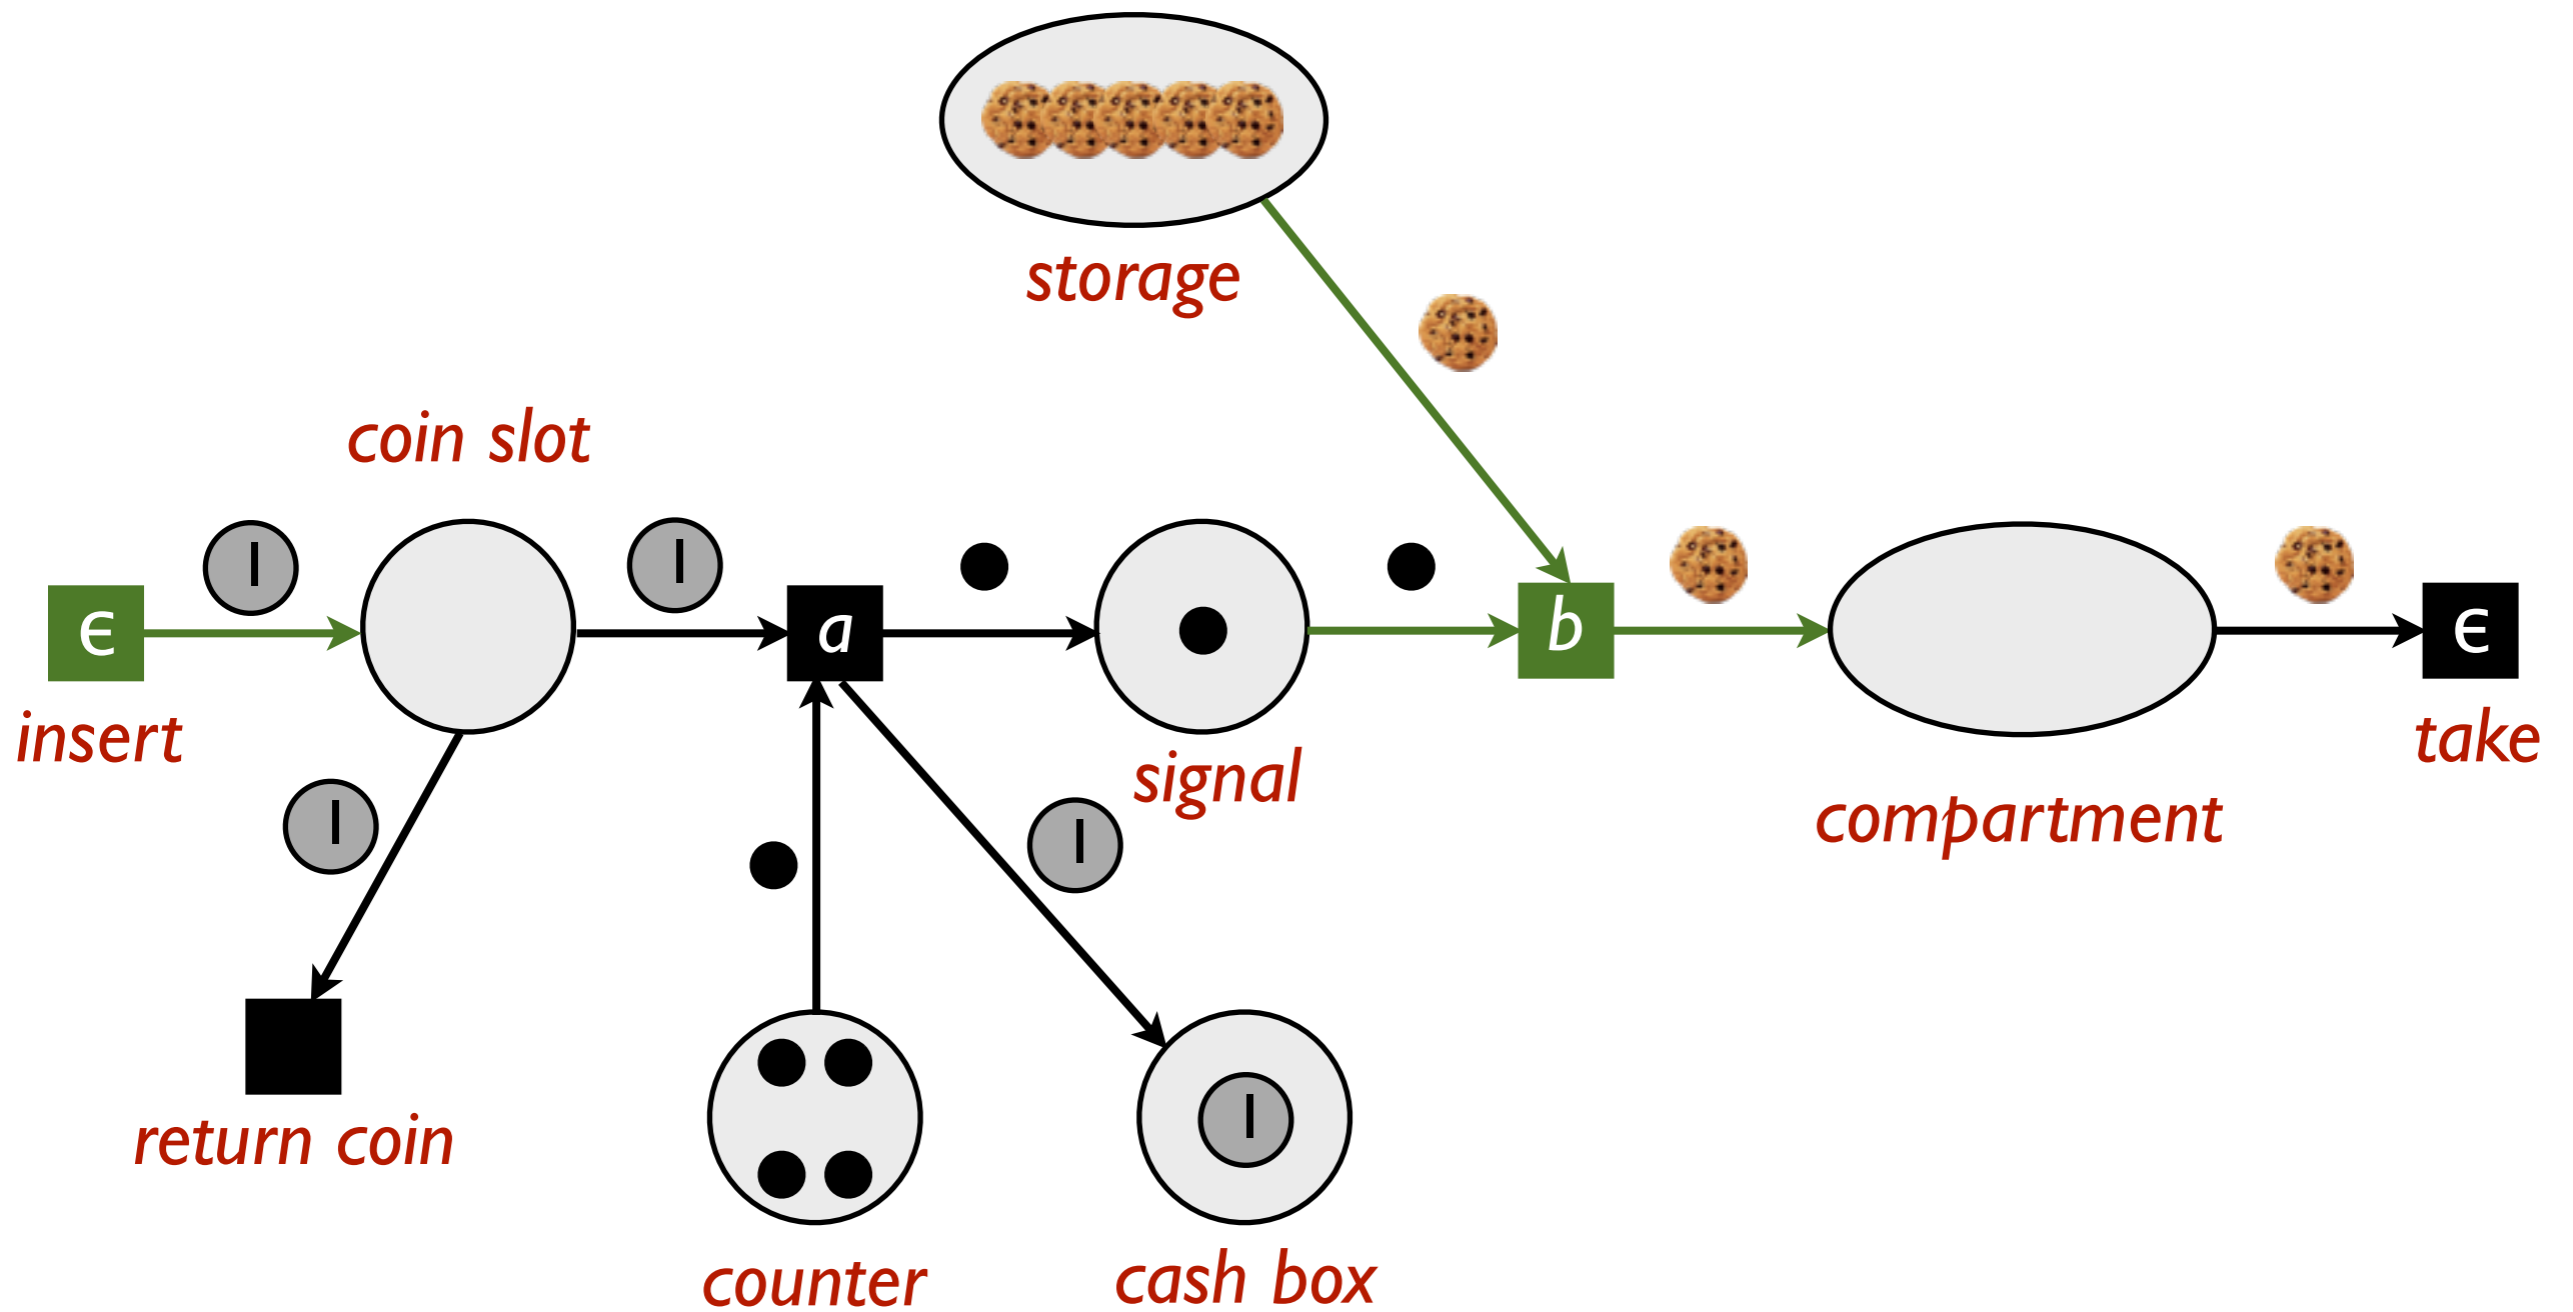 storage
coin slot
I
I
ϵ
a
b
ϵ
insert
signal
take
I
I
compartment
return coin
I
counter
cash box